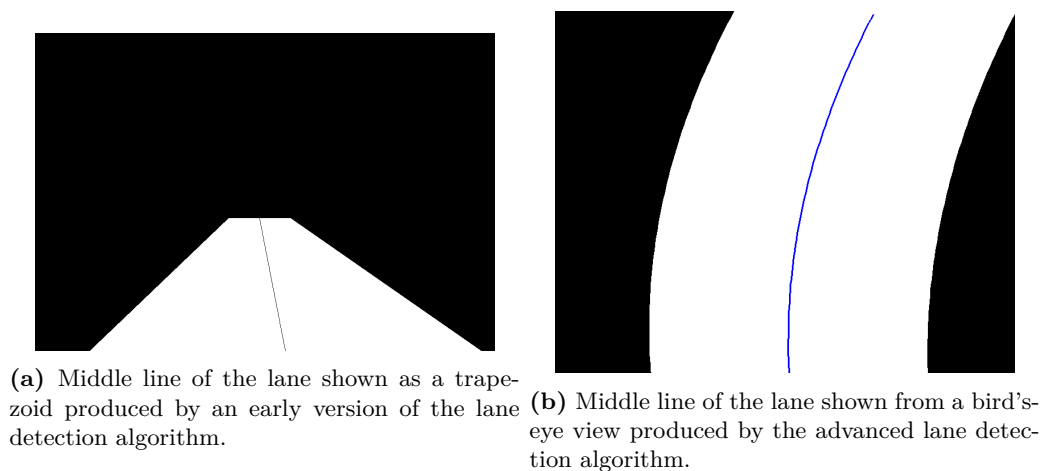 (a) Middle line of the lane shown as a trape-
zoid produced by an early version of the lane
detection algorithm.
(b) Middle line of the lane shown from a bird's-
eye view produced by the advanced lane detec-
tion algorithm.